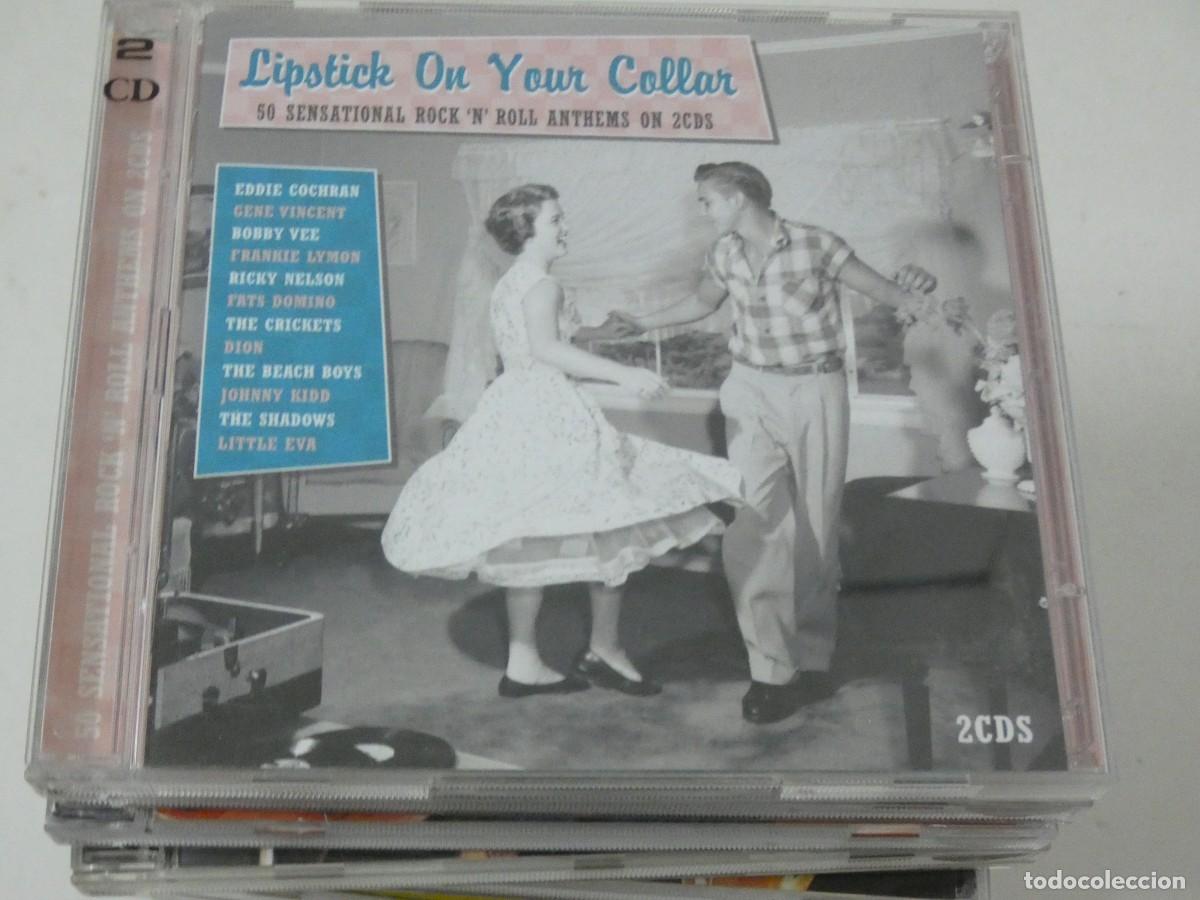 2
CD
50 SENSATIONAL ROCK 'N' ROLL ANTHEMS ON 2CDS
Lipstick On Your Collar
50 SENSATIONAL ROCK 'N' ROLL ANTHEMS ON 2CDS
EDDIE COCHRAN
GENE VINCENT
BOBBY VEE
FRANKIE LYMON
RICKY NELSON
FATS DOMINO
THE CRICKETS
DION
THE BEACH BOYS
JOHNNY KIDD
THE SHADOWS
LITTLE EVA
2CDS
todocoleccion